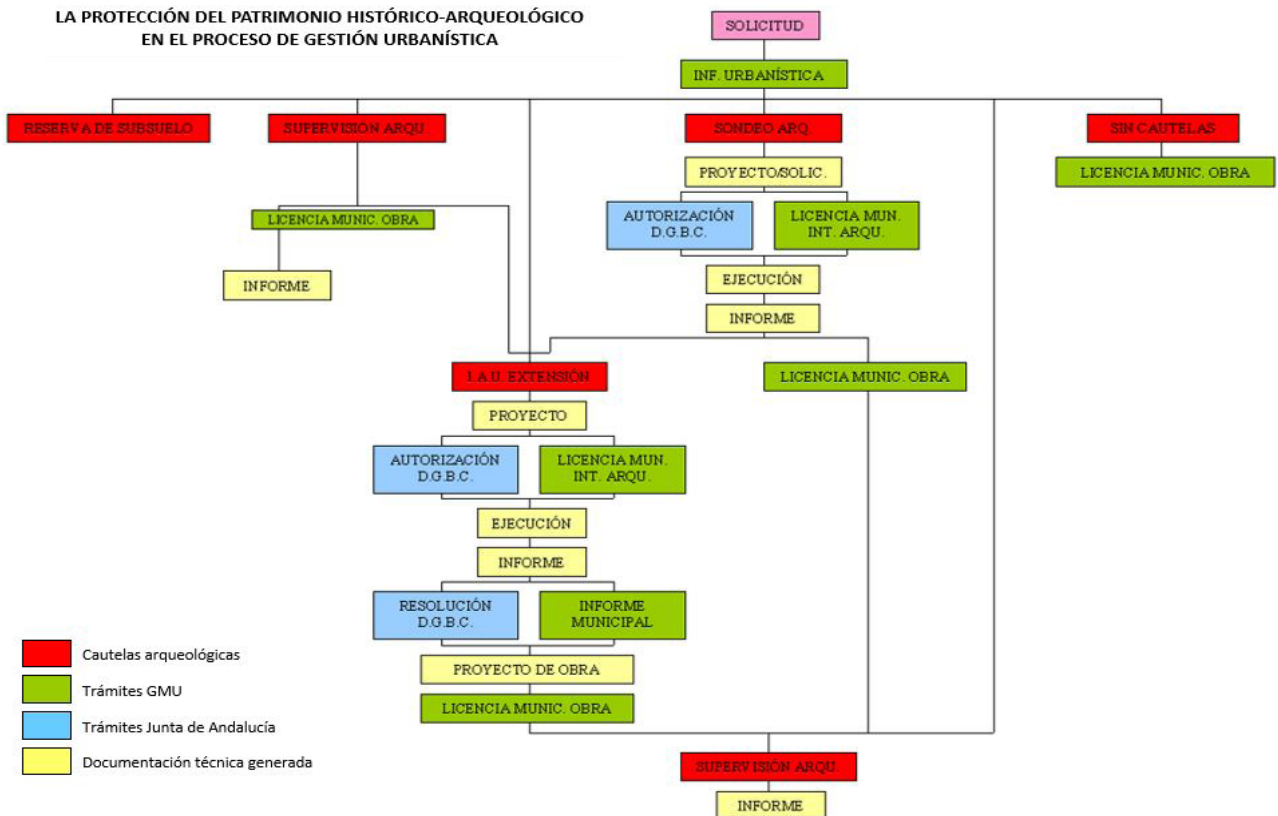 LA PROTECCIÓN DEL PATRIMONIO HISTÓRICO-ARQUEOLÓGICO
EN EL PROCESO DE GESTIÓN URBANÍSTICA
SOLICITUD
INF. URBANÍSTICA
RESERVA DE SUBSUELO
SUPERVISION ARQU.
SONDEO ARQ.
SIN CAUTELAS
PROYECTO/SOLIC.
LICENCIA MUNIC. OBRA
LICENCIA MUNIC. OBRA
AUTORIZACIÓN
D.G.B.C.
LICENCIA MUN.
INT. ARQU.
INFORME
EJECUCIÓN
INFORME
I.A.U. EXTENSIÓN
LICENCIA MUNIC. OBRA
PROYECTO
AUTORIZACIÓN
D.G.B.C.
LICENCIA MUN.
INT. ARQU.
EJECUCIÓN
INFORME
RESOLUCIÓN
D.G.B.C.
INFORME
MUNICIPAL
PROYECTO DE OBRA
LICENCIA MUNIC. OBRA
SUPERVISIÓN ARQU.
INFORME
Cautelas arqueológicas
Trámites GMU
Trámites Junta de Andalucía
Documentación técnica generada